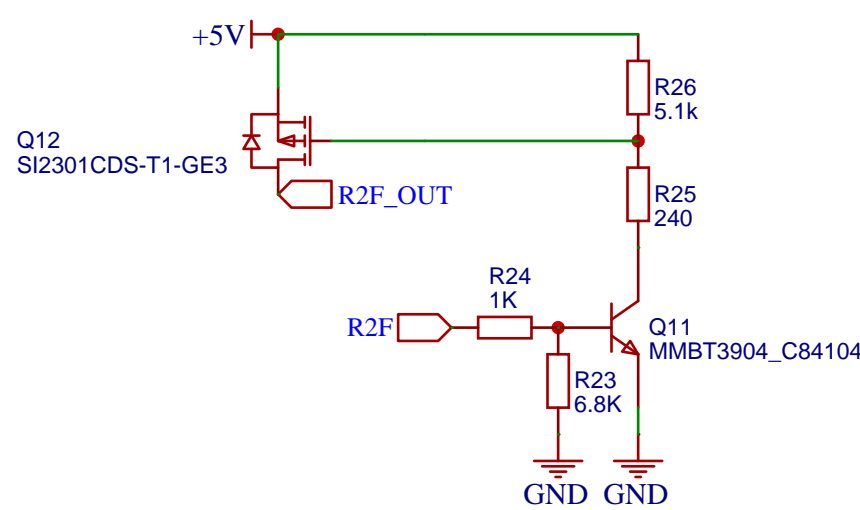 +5V
R26
5.1k
Q12
SI2301CDS-T1-GE3
R2F_OUT
R25
240
R24
1K
R2F
Q11
MMBT3904_C84104
R23
6.8K
GND GND